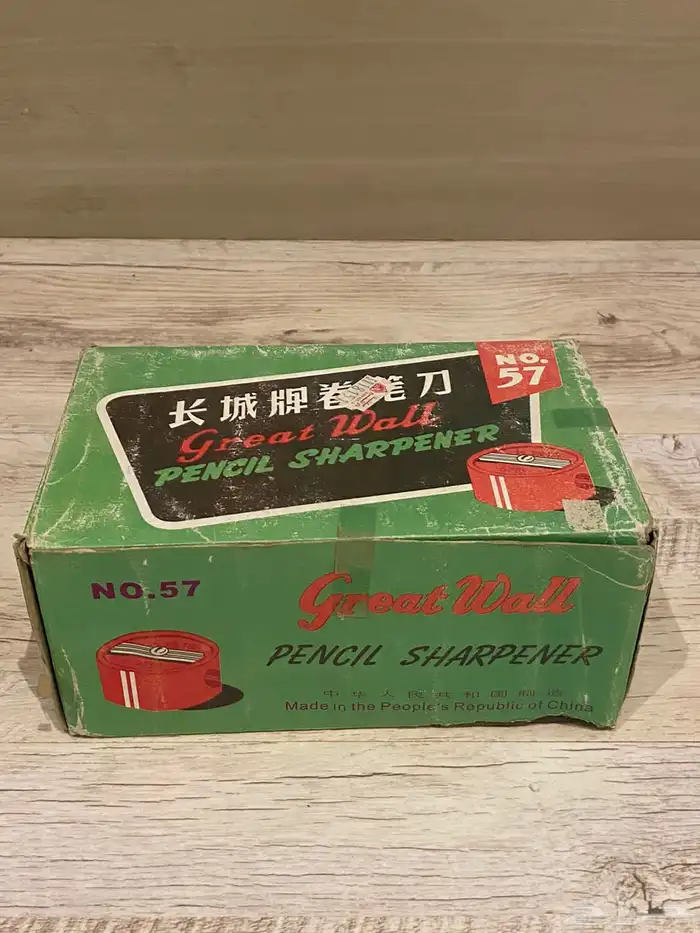 长城牌卷笔刀
NO.
57
Great Wall
PENCIL SHARPENER
NO.57
Great Wall
PENCIL SHARPENER
中华人民共和国制造
Made in the People's Republic of China